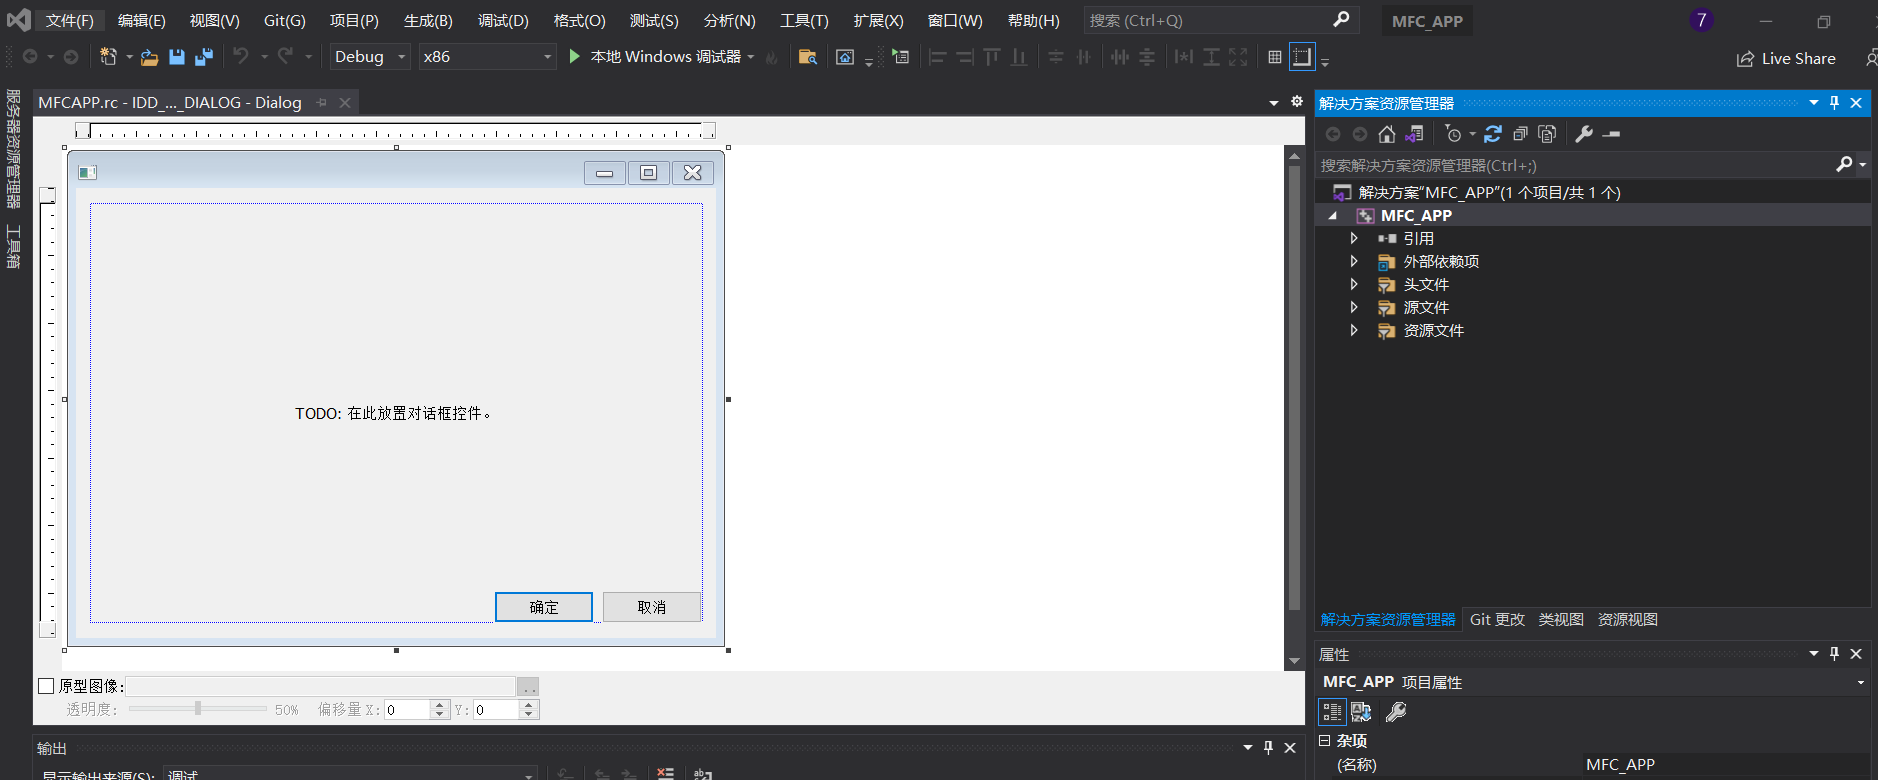 文件(F) 编辑(E) 视图(V) Git(G) 项目(P) 生成(B) 调试(D) 格式(O) 测试(S) 分析(N) 工具(T) 扩展(X) 窗口(W) 帮助(H) 搜索 (Ctrl+Q) MFC_APP 7
Debug x86 本地 Windows 调试器 Live Share
服务器资源管理器
工具箱
MFCAPP.rc - IDD_..._DIALOG - Dialog
TODO: 在此放置对话框控件。
确定 取消
原型图像: ..
透明度: 50% 偏移量 X: 0 Y: 0
输出
显示输出来源(S): 调试
解决方案资源管理器
搜索解决方案资源管理器(Ctrl+;)
解决方案"MFC_APP"(1 个项目/共 1 个)
MFC_APP
引用
外部依赖项
头文件
源文件
资源文件
解决方案资源管理器 Git 更改 类视图 资源视图
属性
MFC_APP 项目属性
杂项
(名称) MFC_APP